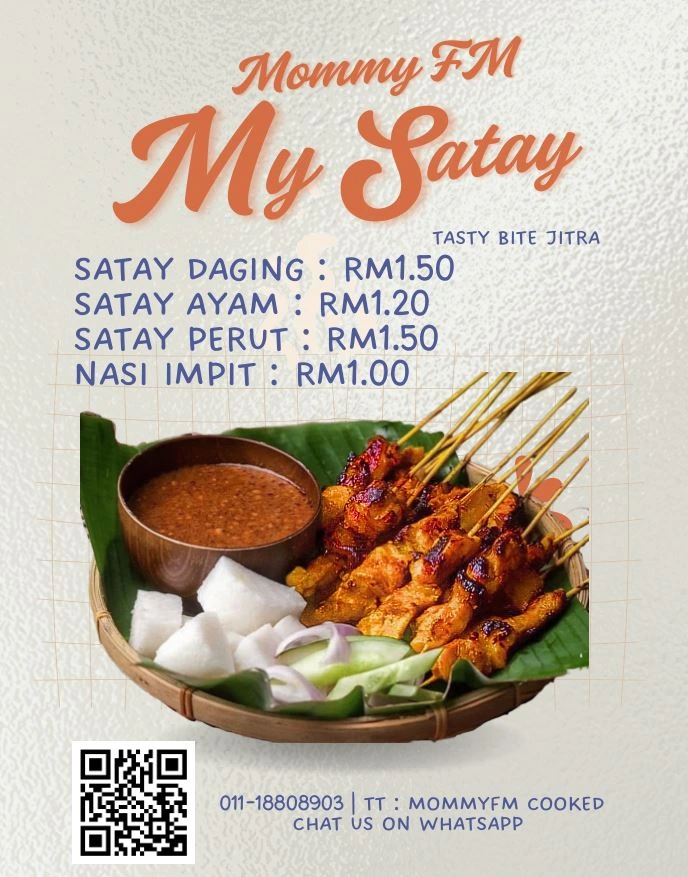 Mommy FM
My Satay
TASTY BITE JITRA
SATAY DAGING : RM1.50
SATAY AYAM : RM1.20
SATAY PERUT : RM1.50
NASI IMPIT : RM1.00
011-18808903 | TT : MOMMYFM COOKED
CHAT US ON WHATSAPP